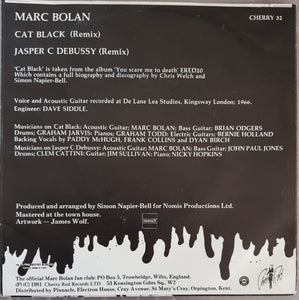 MARC BOLAN
CHERRY 32
CAT BLACK (Remix)
JASPER C DEBUSSY (Remix)
'Cat Black' is taken from the album 'You scare me to death' ERED20
Which contains a full biography and discography by Chris Welch and
Simon Napier-Bell.
Voice and Acoustic Guitar recorded at De Lane Lea Studios, Kingsway London; 1966.
Engineer: DAVE SIDDLE.
Musicians on Cat Black: Acoustic Guitar; MARC BOLAN: Bass Guitar; BRIAN ODGERS
Drums; GRAHAM JARVIS: Piano; GRAHAM TODD: Electric Guitars: BERNIE HOLLAND
Backing Vocals by PADDY McHUGH, FRANK COLLINS and DYAN BIRCH
Musicians on Jasper C Debussy: Acoustic Guitar; MARC BOLAN: Bass Guitar: JOHN PAUL JONES
Drums; CLEM CATTINI: Guitar; JIM SULLIVAN: Piano; NICKY HOPKINS
Produced and arranged by Simon Napier-Bell for Nomis Productions Ltd.
Mastered at the town house.
Artwork — James Wolf.
The official Marc Bolan fan club: PO Box 5, Trowbridge, Wilts, England.
(P) (C) 1981 Cherry Red Records LTD. 53 Kensington Gdns Sq., W2
Distributed by Pinnacle, Electron House, Cray Avenue, St Mary's Cray, Orpington, Kent.